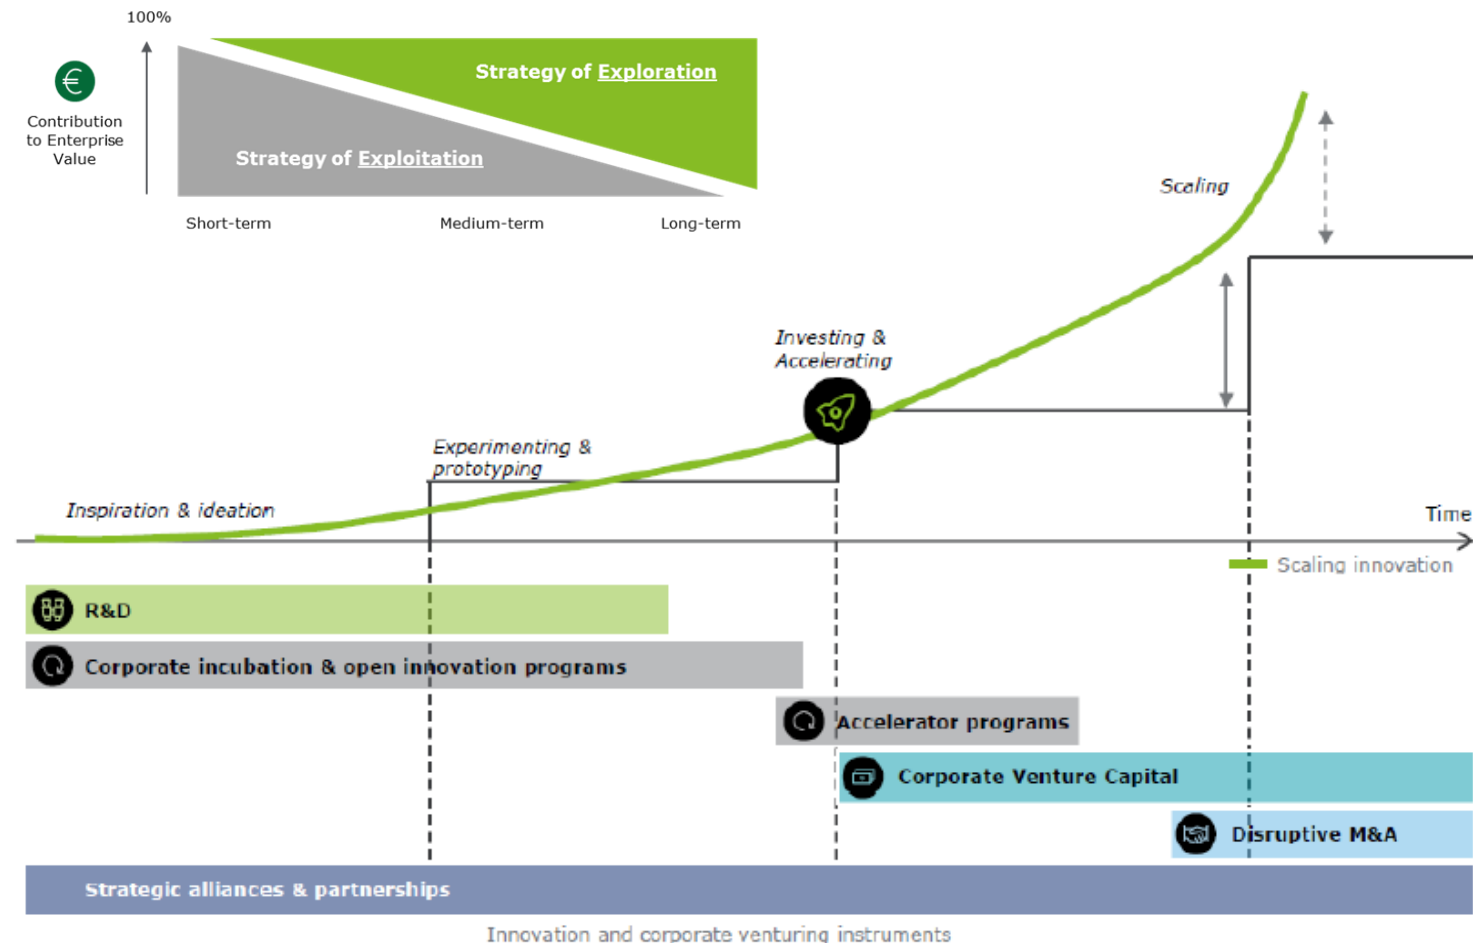 100%
€
Contribution
to Enterprise
Value
Strategy of Exploration
Strategy of Exploitation
Short-term
Medium-term
Long-term
Scaling
Investing &
Accelerating
Experimenting &
prototyping
Inspiration & ideation
Time
Scaling innovation
R&D
Corporate incubation & open innovation programs
Accelerator programs
Corporate Venture Capital
Disruptive M&A
Strategic alliances & partnerships
Innovation and corporate venturing instruments